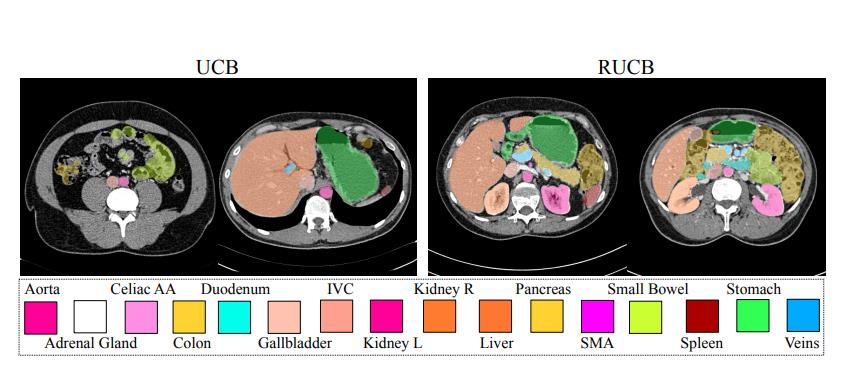 UCB RUCB
Aorta Celiac AA Duodenum IVC Kidney R Pancreas Small Bowel Stomach
Adrenal Gland Colon Gallbladder Kidney L Liver SMA Spleen Veins